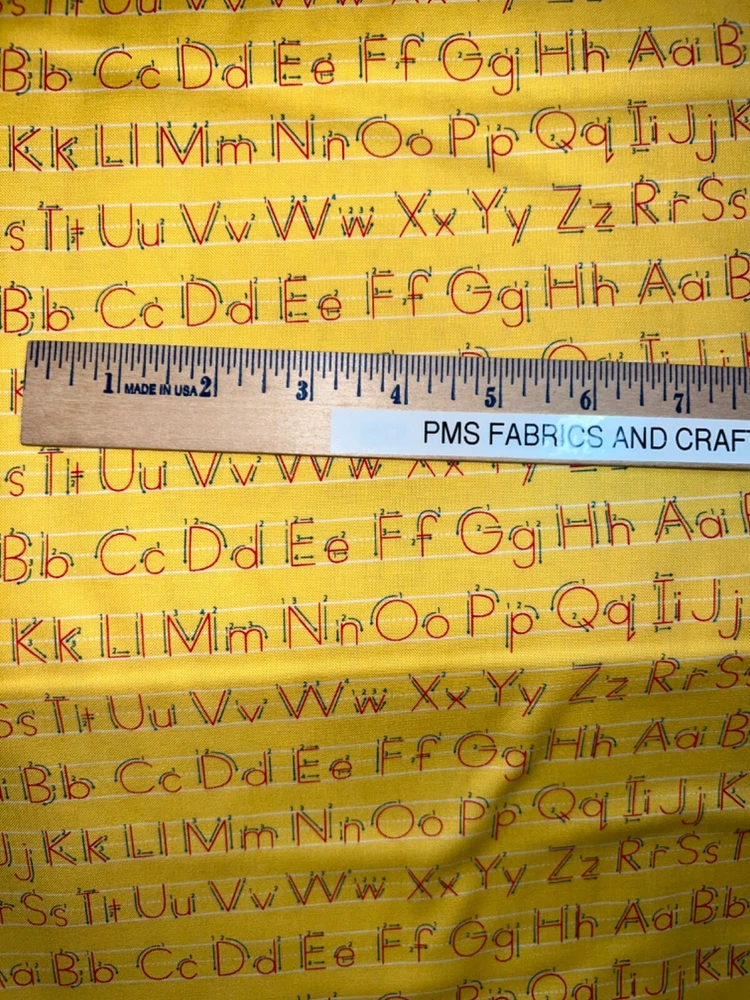 Bb Cc Dd Ee Ff Gg Hh Aa B
Kk Ll Mm Nn Oo Pp Qq Ii Jj K
s Tt Uu Vv Ww Xx Yy Zz Rr Ss
Bb Cc Dd Ee Ff Gg Hh Aa B
1 2 3 4 5 6 7
MADE IN USA
PMS FABRICS AND CRAF
s Tt Uu Vv Ww
Bb Cc Dd Ee Ff Gg Hh Aa
Kk Ll Mm Nn Oo Pp Qq Ii Jj
Ss Tt Uu Vv Ww Xx Yy Zz Rr Ss
Bb Cc Dd Ee Ff Gg Hh Aa B
j Kk Ll Mm Nn Oo Pp Qq Ii Jj K
r Ss Tt Uu Vv Ww Xx Yy Zz Rr Ss T
a Bb Cc Dd Ee Ff Gg Hh Aa Bb
Oo Pp Qq Ii Jj Kk